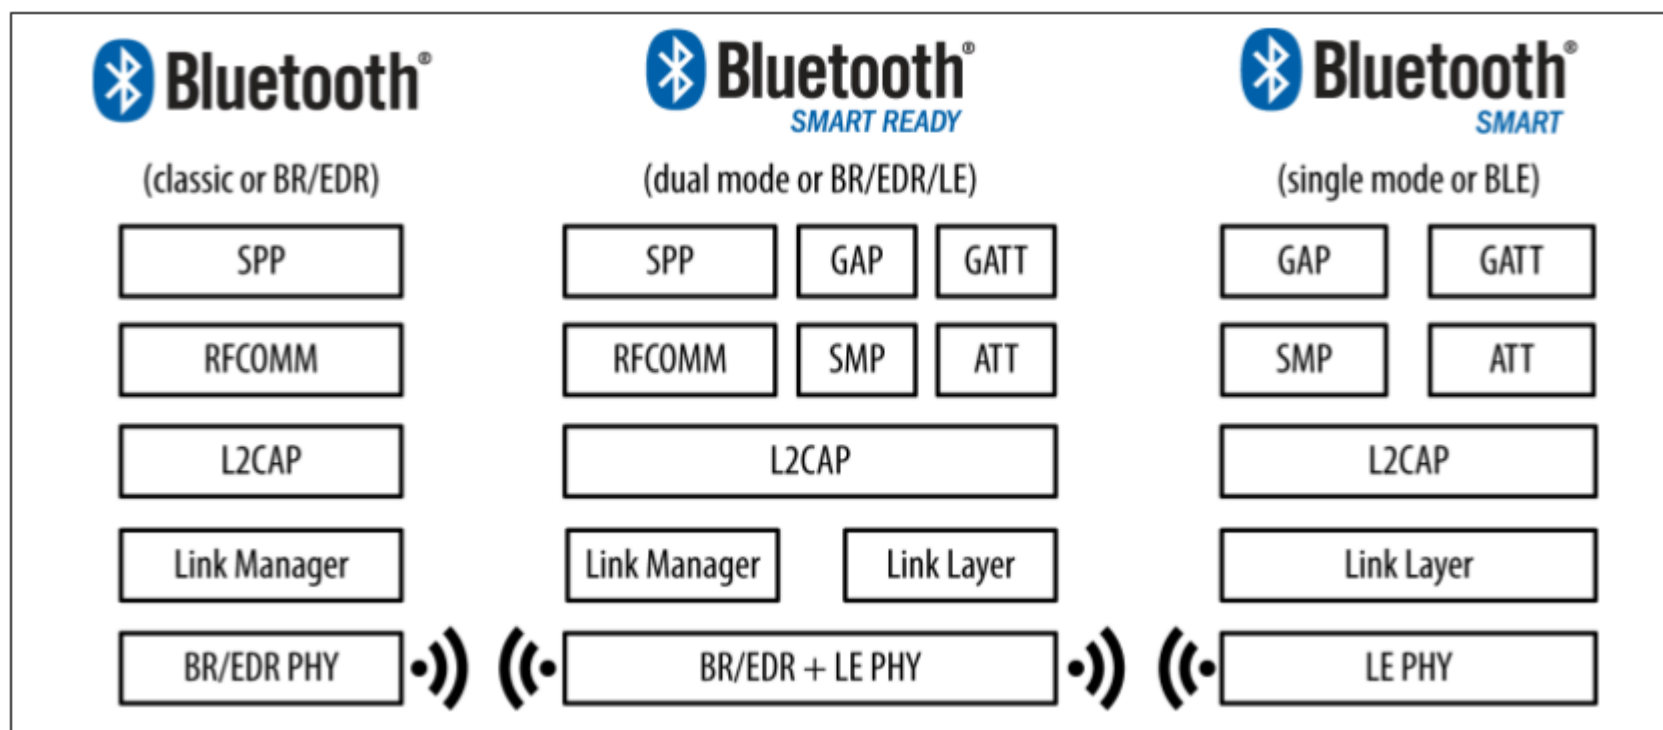 Bluetooth® Bluetooth® Bluetooth®
SMART READY SMART
(classic or BR/EDR) (dual mode or BR/EDR/LE) (single mode or BLE)
SPP SPP GAP GATT GAP GATT
RFCOMM RFCOMM SMP ATT SMP ATT
L2CAP L2CAP L2CAP
Link Manager Link Manager Link Layer Link Layer
BR/EDR PHY BR/EDR + LE PHY LE PHY